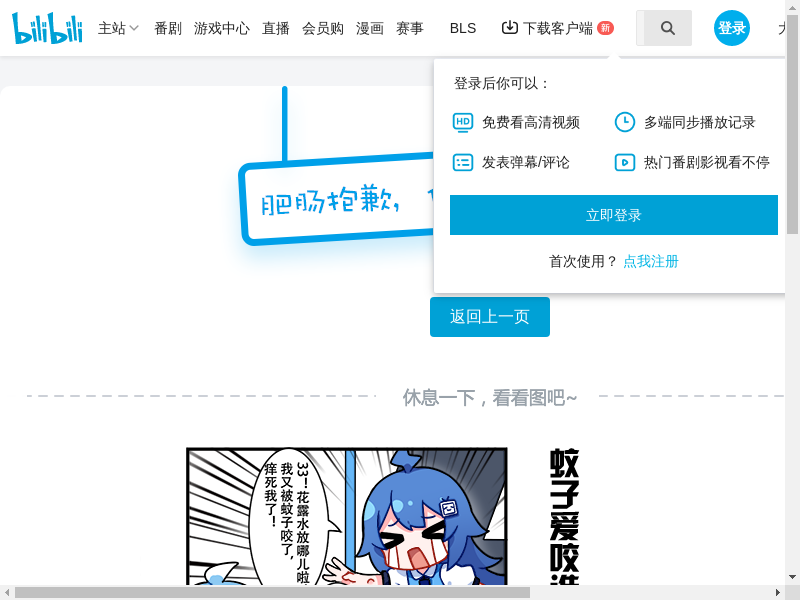 bilibili
主站 番剧 游戏中心 直播 会员购 漫画 赛事 BLS 下载客户端 新 登录
登录后你可以：
HD 免费看高清视频 多端同步播放记录
发表弹幕/评论 热门番剧影视看不停
立即登录
首次使用？ 点我注册
肥肠抱歉，
返回上一页
休息一下，看看图吧~
33！花露水放哪儿啦
我又被蚊子咬了，
痒死我了！
蚊子爱咬